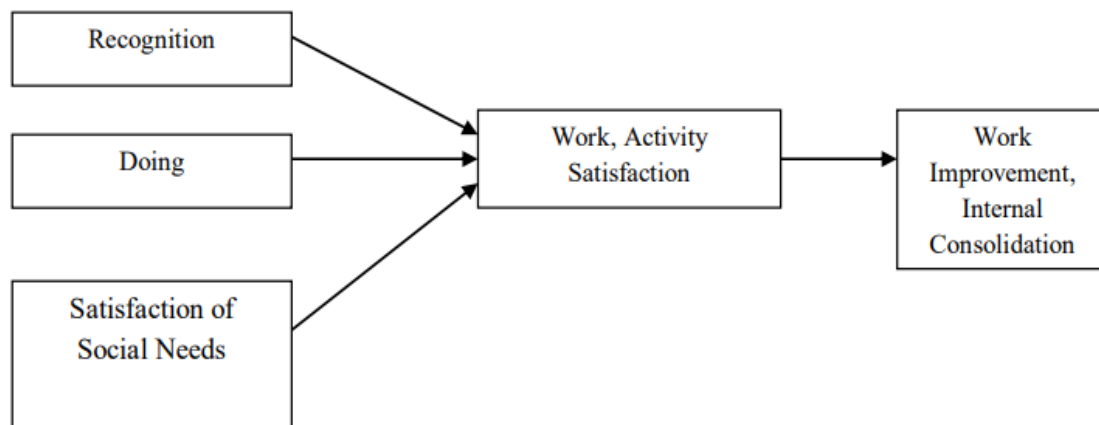 Recognition
Doing
Satisfaction of
Social Needs
Work, Activity
Satisfaction
Work
Improvement,
Internal
Consolidation